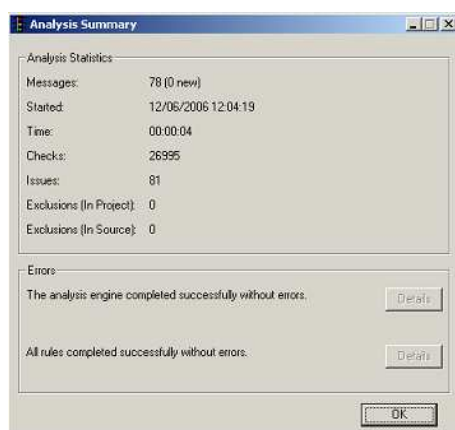 Analysis Summary
Analysis Statistics
Messages: 78 (0 new)
Started: 12/06/2006 12:04:19
Time: 00:00:04
Checks: 26995
Issues: 81
Exclusions (In Project): 0
Exclusions (In Source): 0
Errors
The analysis engine completed successfully without errors.
Details
All rules completed successfully without errors.
Details
OK